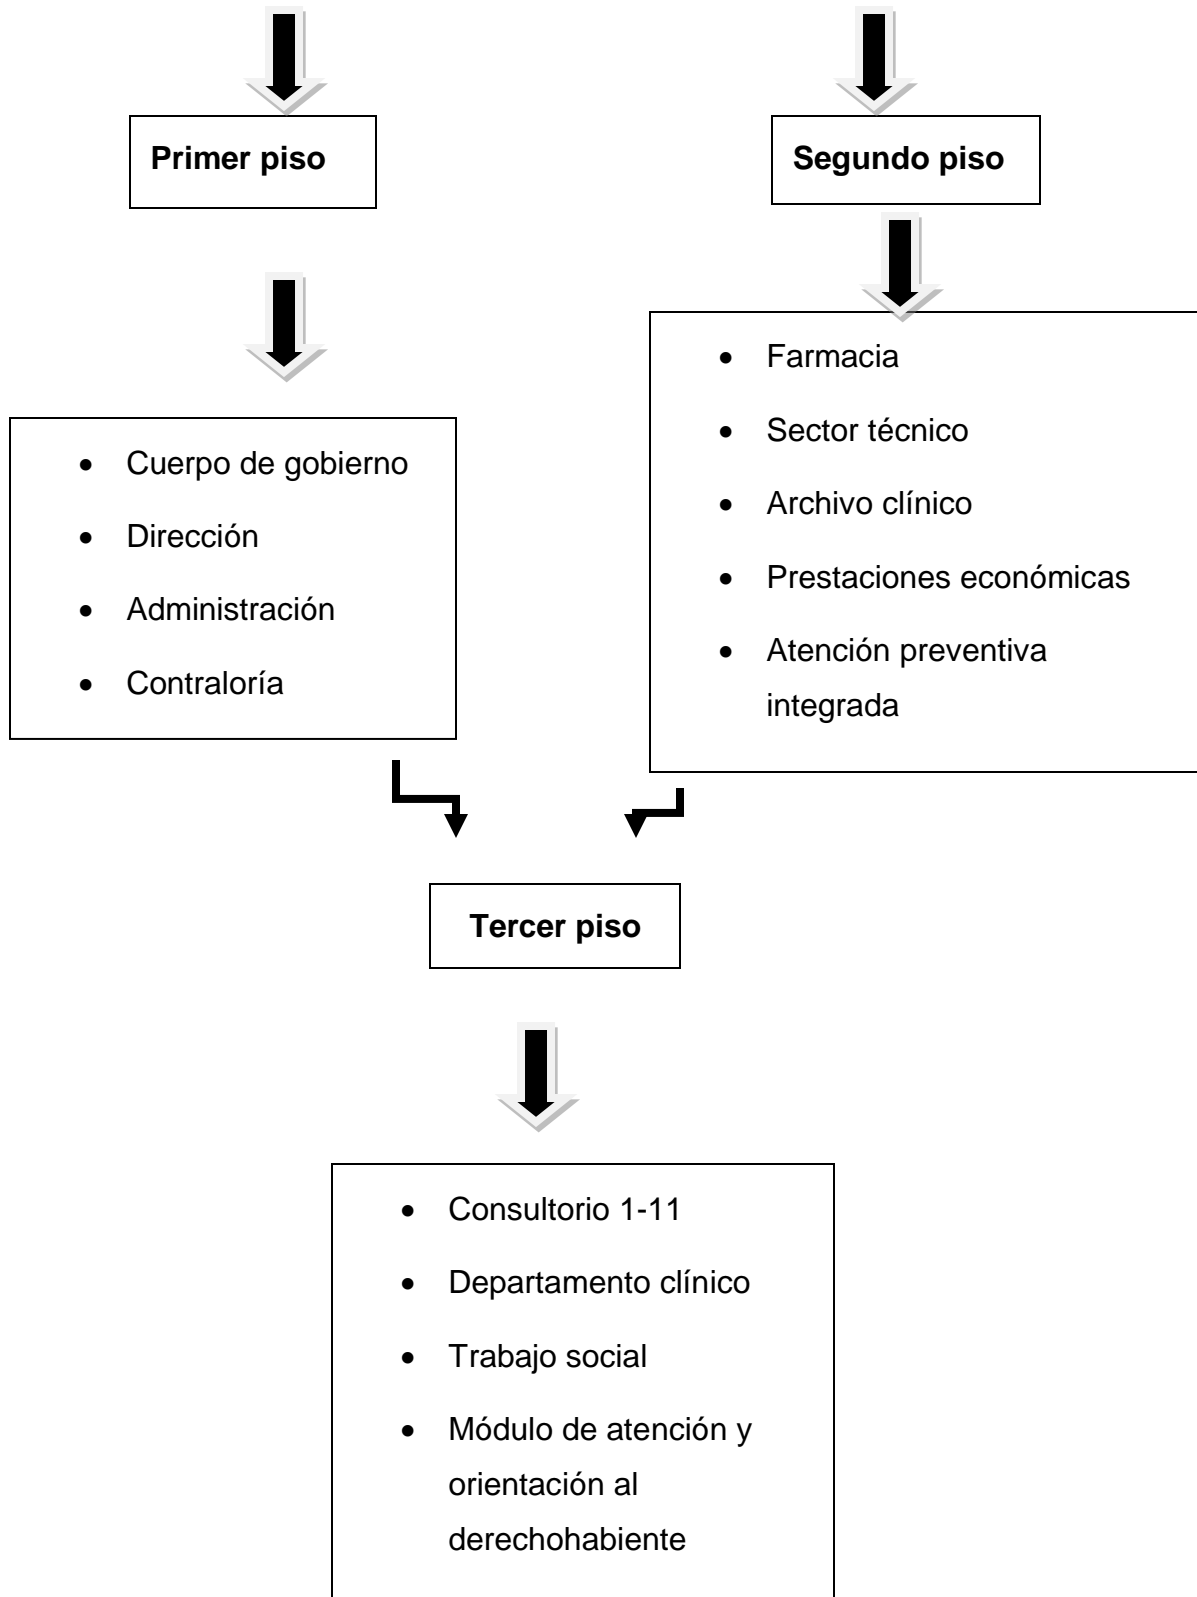 Primer piso
Segundo piso
• Cuerpo de gobierno
• Dirección
• Administración
• Contraloría
• Farmacia
• Sector técnico
• Archivo clínico
• Prestaciones económicas
• Atención preventiva
integrada
Tercer piso
• Consultorio 1-11
• Departamento clínico
• Trabajo social
• Módulo de atención y
orientación al
derechohabiente